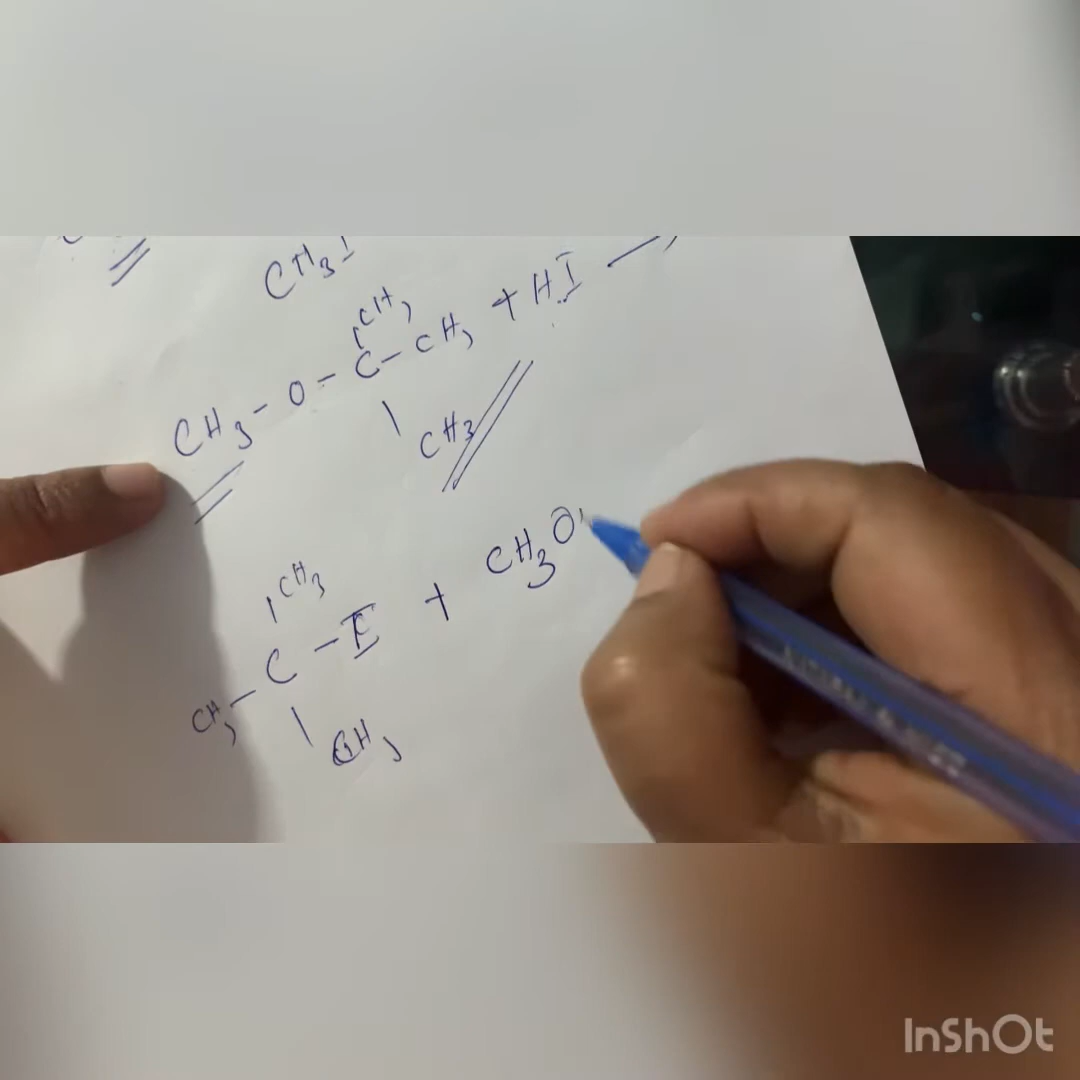 CH3I
CH3
CH3-O-C-CH3 + HI
CH3
CH3
CH3-C-I + CH3O
CH3
InShOt